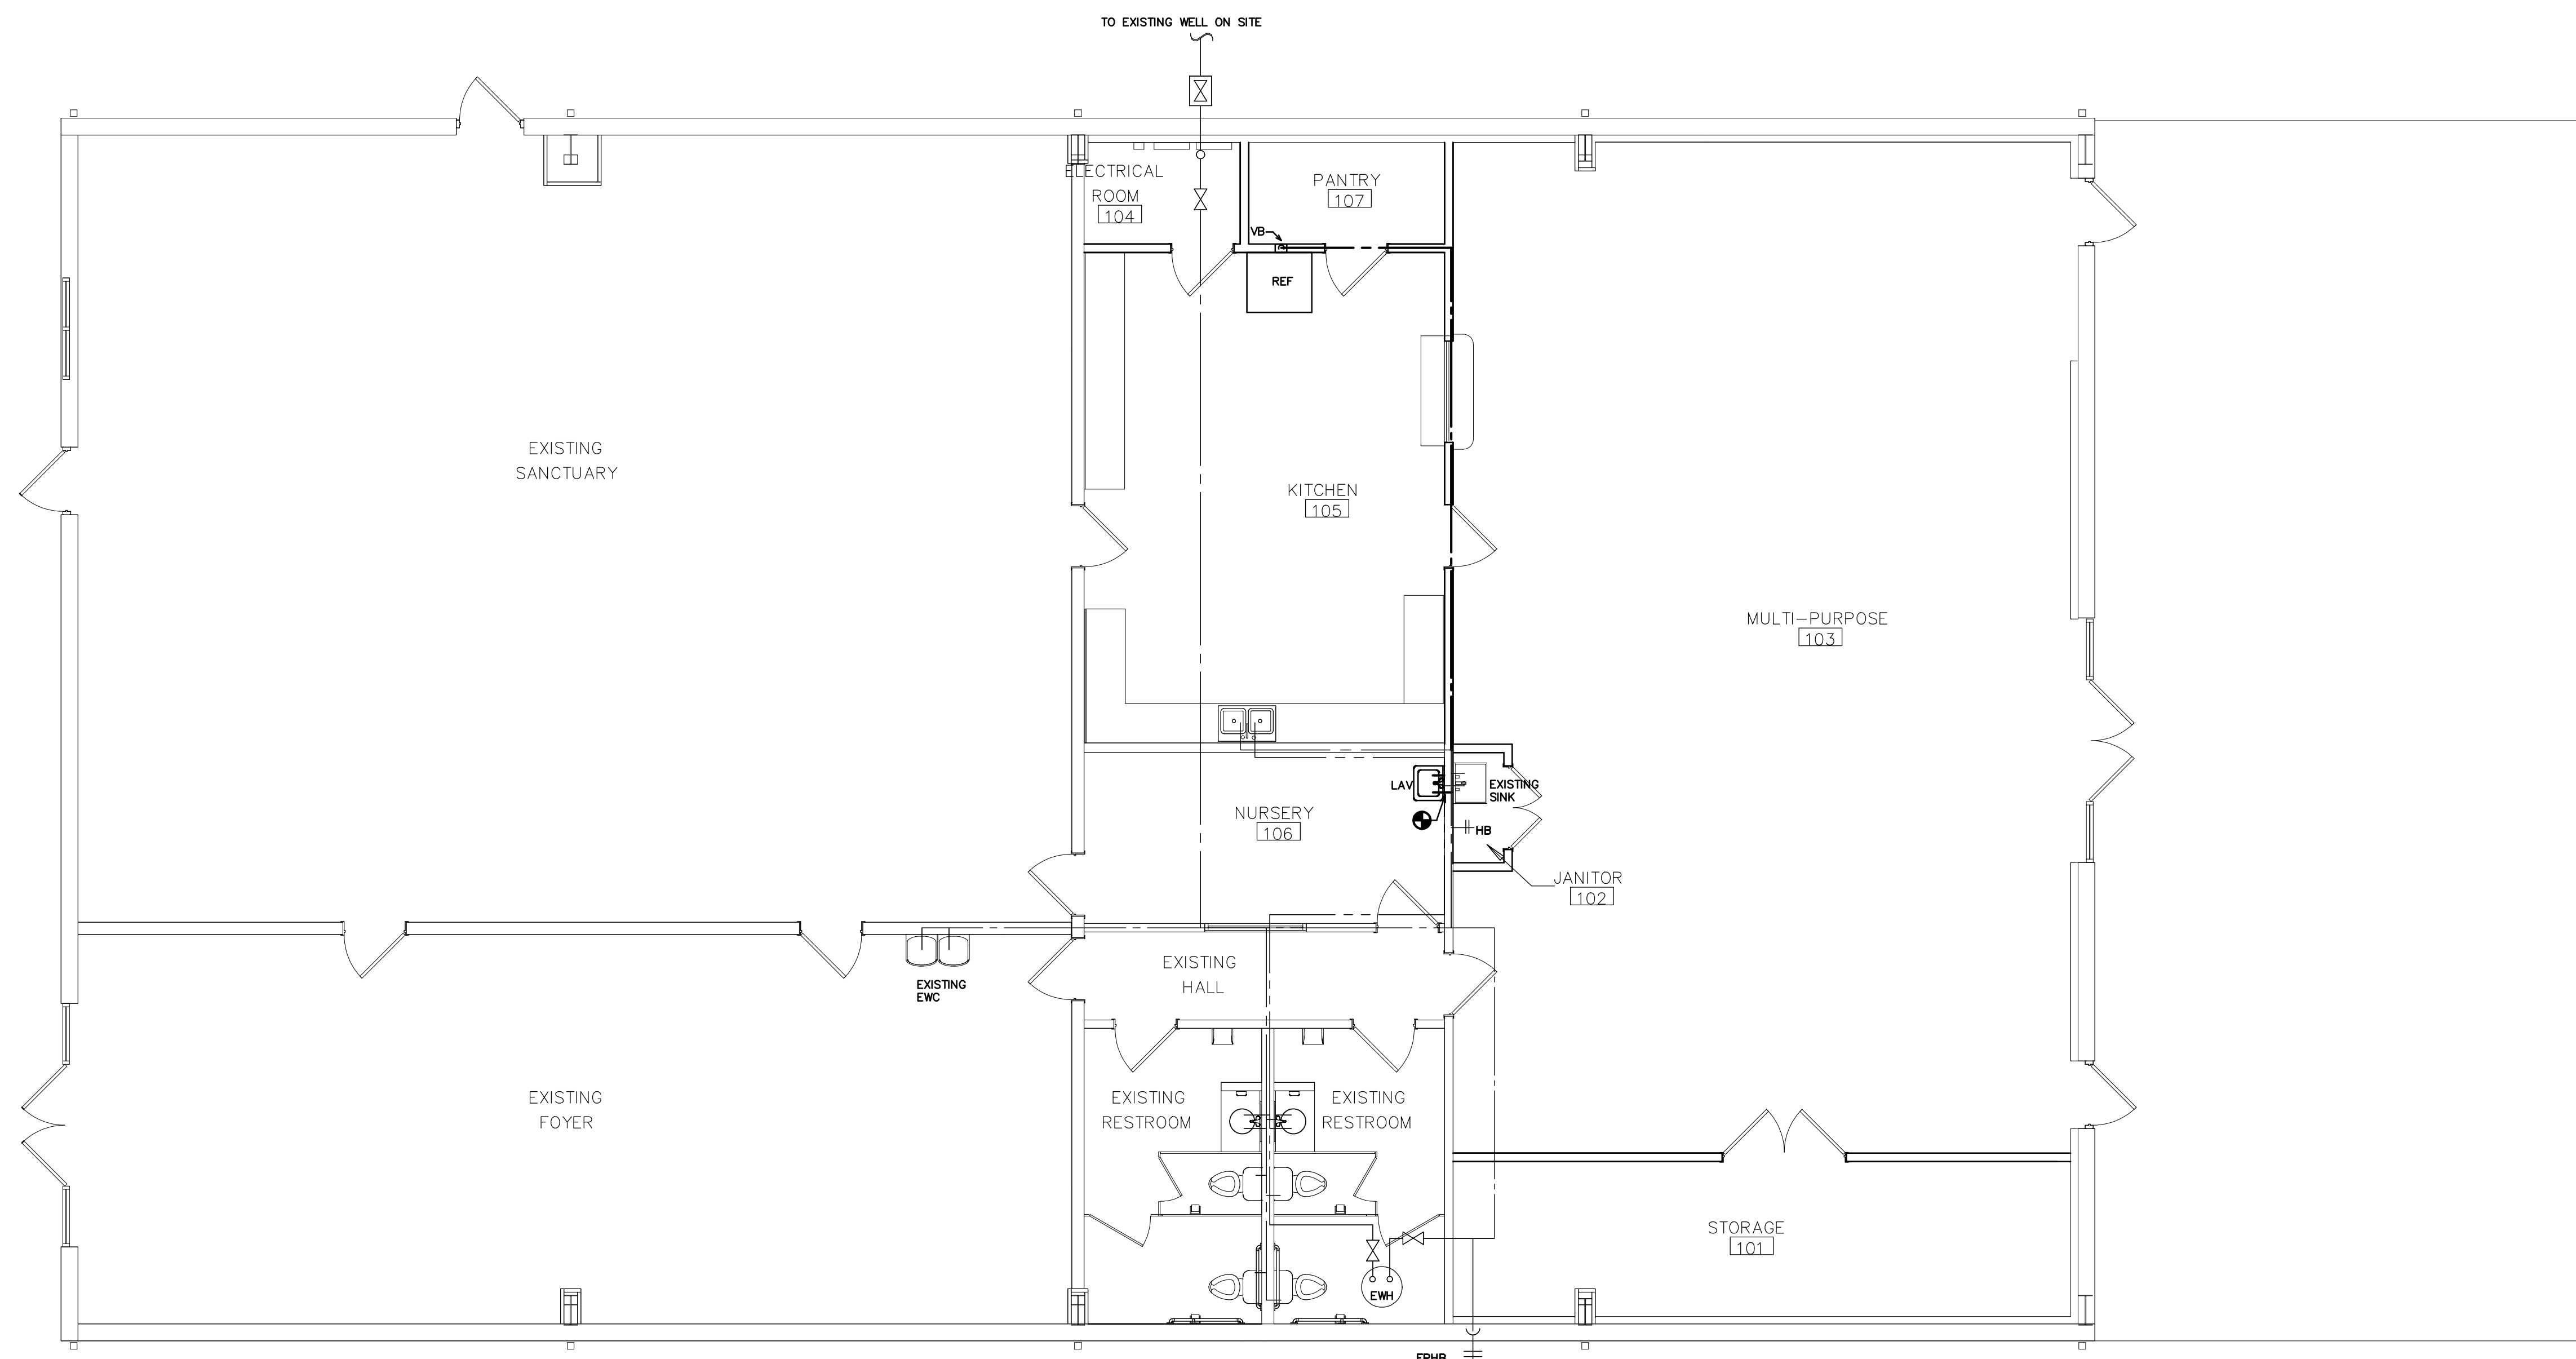 TO EXISTING WELL ON SITE
ELECTRICAL
ROOM
104
PANTRY
107
VB
REF
EXISTING
SANCTUARY
KITCHEN
105
MULTI-PURPOSE
103
LAV
EXISTING
SINK
NURSERY
106
HB
JANITOR
102
EXISTING
EWC
EXISTING
HALL
EXISTING
FOYER
EXISTING
RESTROOM
EXISTING
RESTROOM
STORAGE
101
EWH